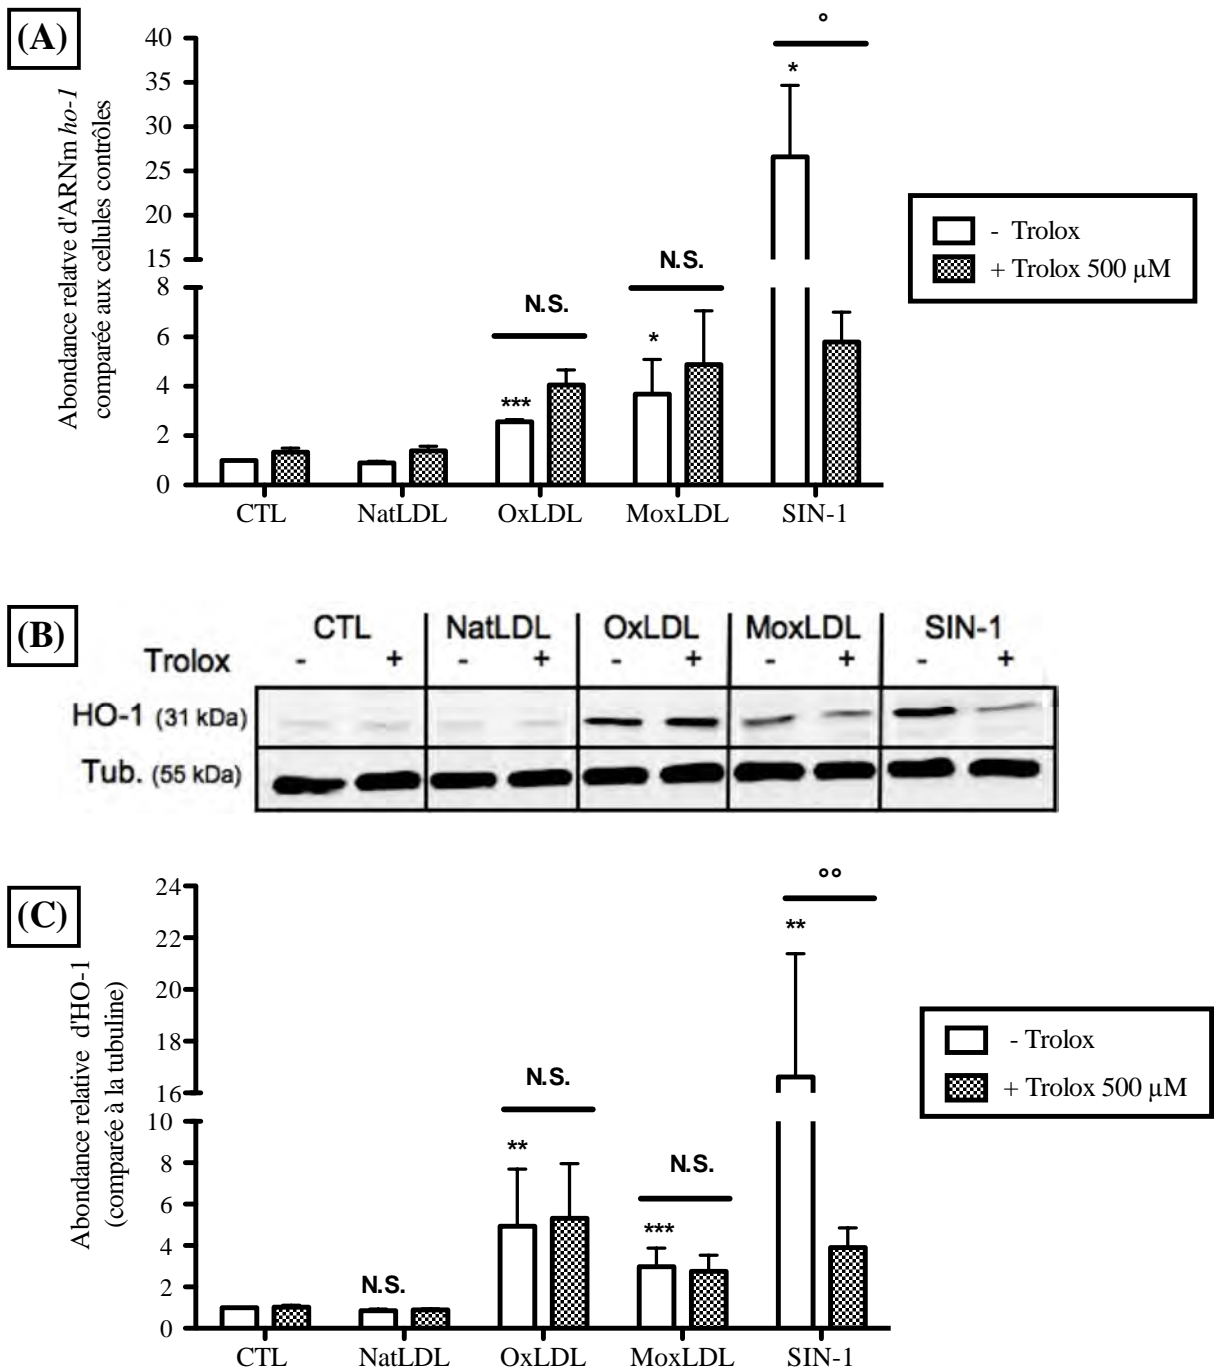 (A)
Abondance relatve d'ARNm ho-1
comparée aux cellules contrôles
40
35
30
25
20
15
8
6
4
2
0
***
N.S.
*
N.S.
*
°
CTL NatLDL OxLDL MoxLDL SIN-1
- Trolox
+ Trolox 500 µM
(B)
CTL NatLDL OxLDL MoxLDL SIN-1
Trolox - + - + - + - + - +
HO-1 (31 kDa)
Tub. (55 kDa)
(C)
Abondance relative d'HO-1
(comparée à la tubuline)
24
22
20
18
16
10
8
6
4
2
0
N.S.
**
N.S.
***
N.S.
**
°°
CTL NatLDL OxLDL MoxLDL SIN-1
- Trolox
+ Trolox 500 µM